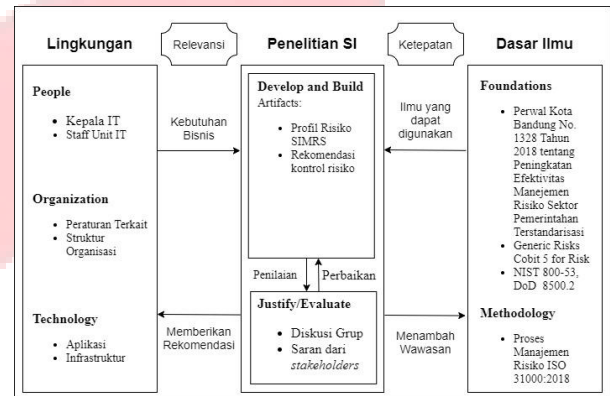 Lingkungan
Relevansi
Penelitian SI
Ketepatan
Dasar Ilmu
People
• Kepala IT
• Staff Unit IT
Organization
• Peraturan Terkait
• Struktur
Organisasi
Technology
• Aplikasi
• Infrastruktur
Kebutuhan
Bisnis
Memberikan
Rekomendasi
Develop and Build
Artifacts:
• Profil Risiko
SIMRS
• Rekomendasi
kontrol risiko
Penilaian
Perbaikan
Justify/Evaluate
• Diskusi Grup
• Saran dari
stakeholders
Ilmu yang
dapat
digunakan
Menambah
Wawasan
Foundations
• Perwal Kota
Bandung No.
1328 Tahun
2018 tentang
Peningkatan
Efektivitas
Manejemen
Risiko Sektor
Pemerintahan
Terstandarisasi
• Generic Risks
Cobit 5 for Risk
• NIST 800-53,
DoD 8500.2
Methodology
• Proses
Manajemen
Risiko ISO
31000:2018